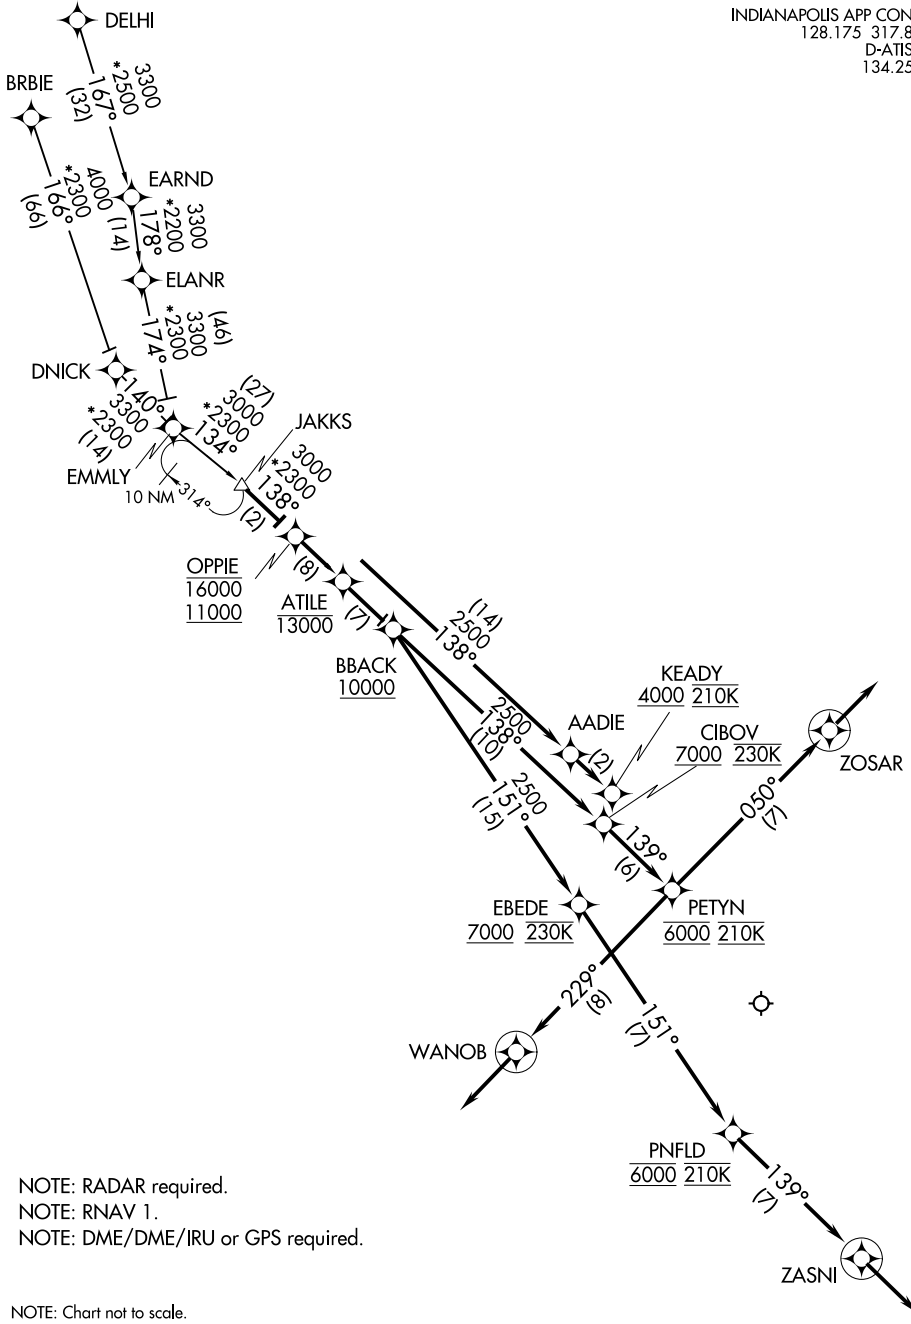 INDIANAPOLIS APP CON
128.175 317.8
D-ATIS
134.25
DELHI
3300
*2500
167°
(32)
BRBIE
4000
*2300
166°
(66)
EARND
3300
*2200
178°
(14)
ELANR
(46)
3300
*2300
174°
DNICK
140°
3300
*2300
(14)
EMMLY
(27)
3000
*2300
134°
JAKKS
10 NM
314°
3000
*2300
138°
(2)
OPPIE
16000
11000
(8)
ATILE
13000
(7)
BBACK
10000
(14)
2500
138°
AADIE
(2)
KEADY
4000 210K
CIBOV
7000 230K
2500
138°
(10)
2500
151°
(15)
139°
(6)
050°
(7)
ZOSAR
EBEDE
7000 230K
PETYN
6000 210K
229°
(8)
WANOB
151°
(7)
PNFLD
6000 210K
139°
(7)
ZASNI
NOTE: RADAR required.
NOTE: RNAV 1.
NOTE: DME/DME/IRU or GPS required.
NOTE: Chart not to scale.